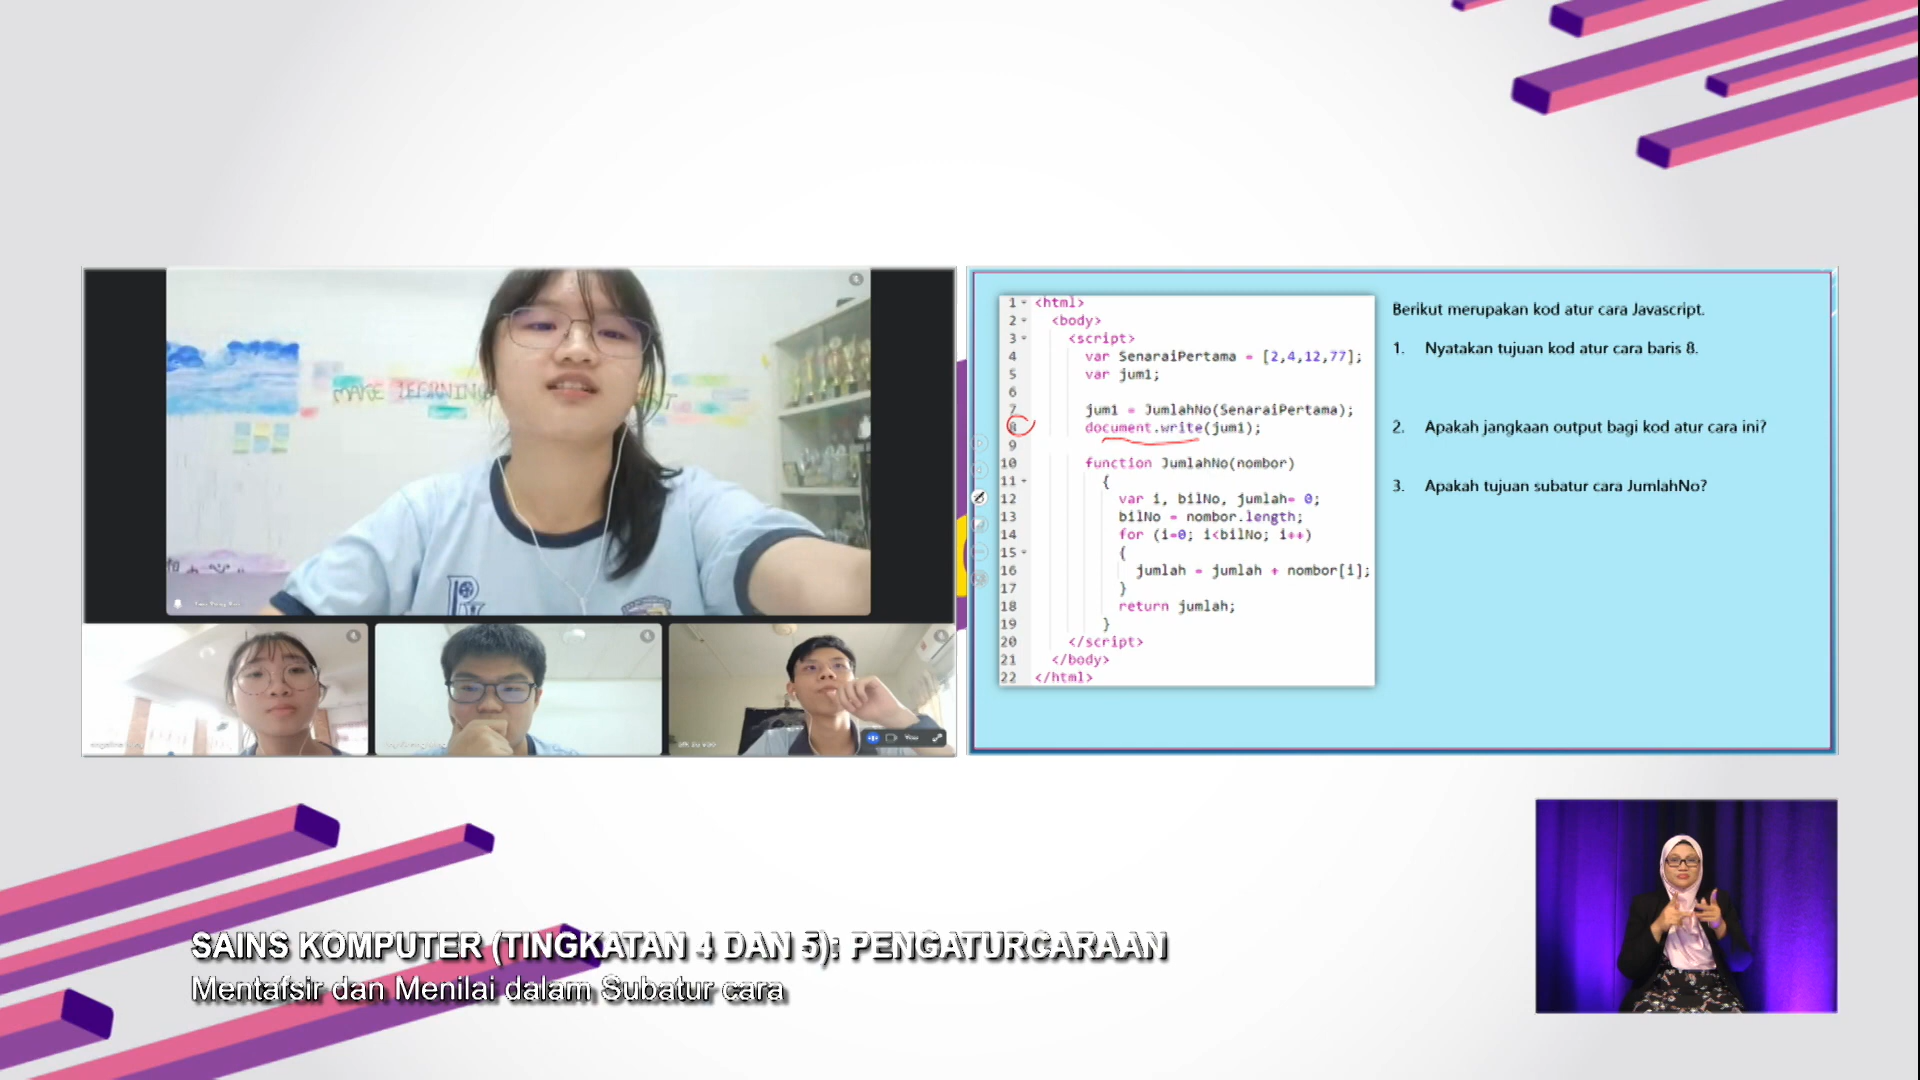 MAKE LEARNING
1 <html>
2 <body>
3 <script>
4 var SenaraiPertama = [2,4,12,77];
5 var jum1;
6
7 jum1 = JumlahNo(SenaraiPertama);
8 document.write(jum1);
9
10 function JumlahNo(nombor)
11 {
12 var i, bilNo, jumlah= 0;
13 bilNo = nombor.length;
14 for (i=0; i<bilNo; i++)
15 {
16 jumlah = jumlah + nombor[i];
17 }
18 return jumlah;
19 }
20 </script>
21 </body>
22 </html>
Berikut merupakan kod atur cara Javascript.
1. Nyatakan tujuan kod atur cara baris 8.
2. Apakah jangkaan output bagi kod atur cara ini?
3. Apakah tujuan subatur cara JumlahNo?
SAINS KOMPUTER (TINGKATAN 4 DAN 5): PENGATURCARAAN
Mentafsir dan Menilai dalam Subatur cara